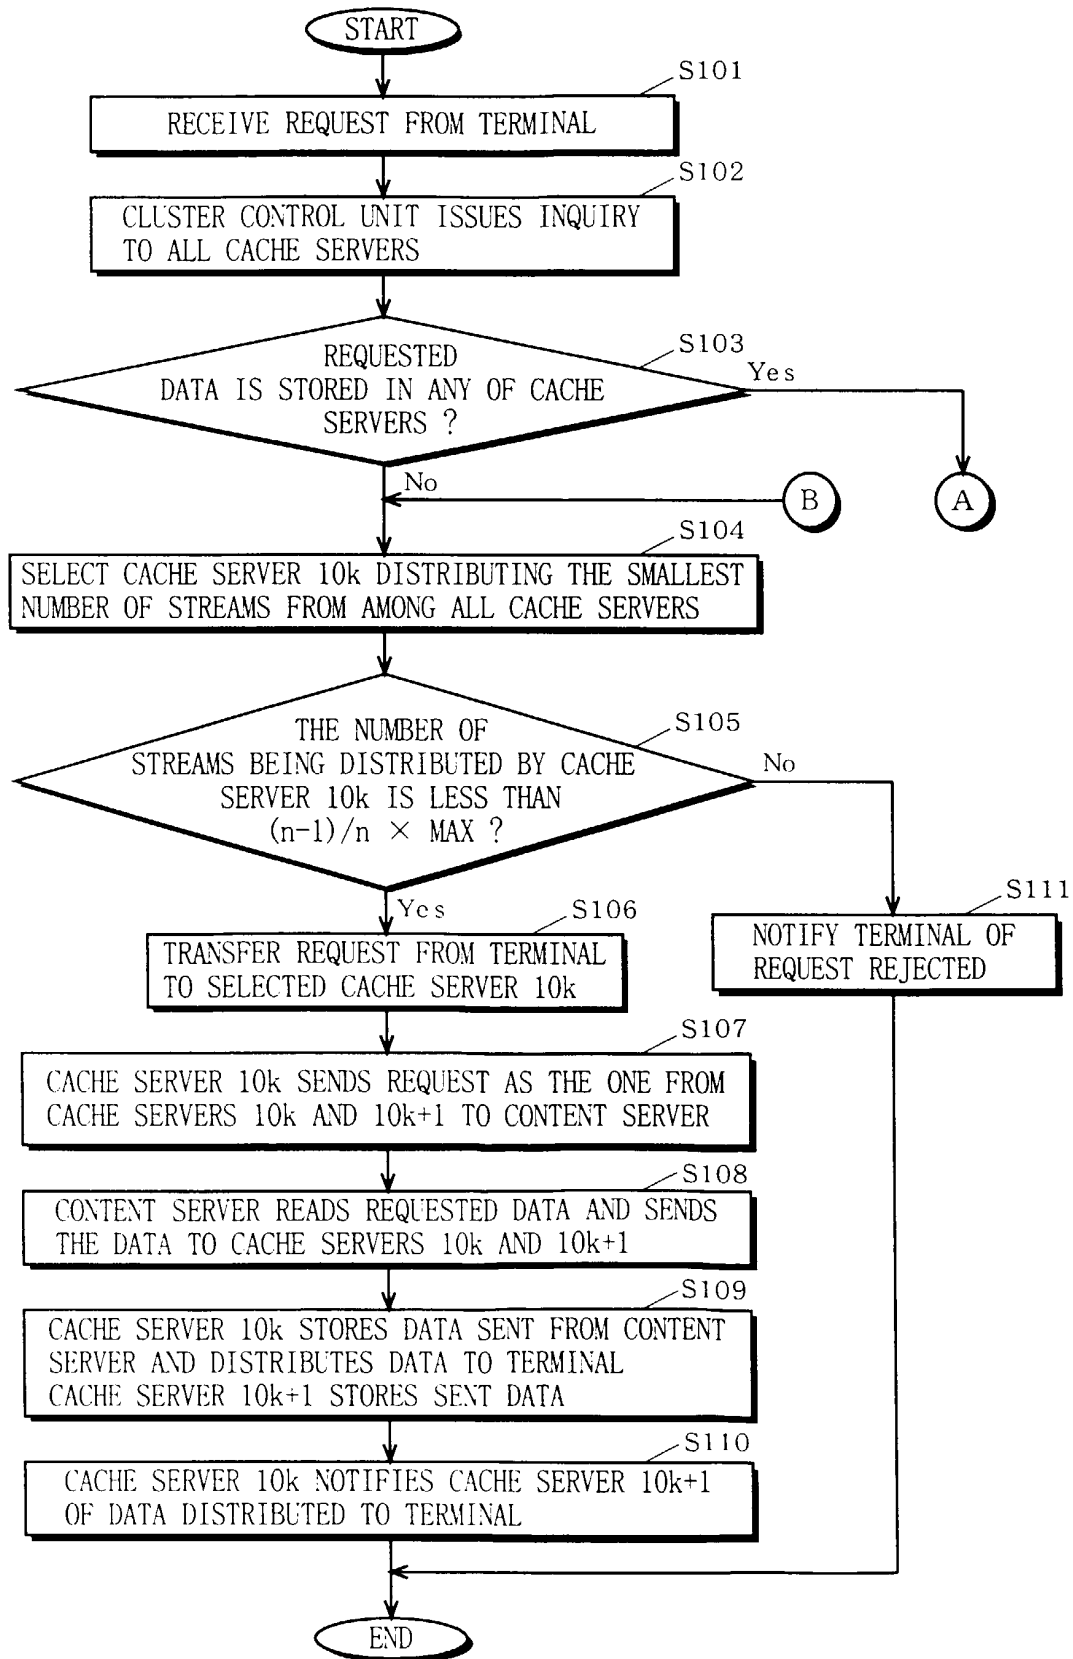 START
S101
RECEIVE REQUEST FROM TERMINAL
S102
CLUSTER CONTROL UNIT ISSUES INQUIRY
TO ALL CACHE SERVERS
S103
REQUESTED
DATA IS STORED IN ANY OF CACHE
SERVERS ?
Yes
No
B
A
S104
SELECT CACHE SERVER 10k DISTRIBUTING THE SMALLEST
NUMBER OF STREAMS FROM AMONG ALL CACHE SERVERS
S105
THE NUMBER OF
STREAMS BEING DISTRIBUTED BY CACHE
SERVER 10k IS LESS THAN
(n-1)/n × MAX ?
No
Yes
S106
TRANSFER REQUEST FROM TERMINAL
TO SELECTED CACHE SERVER 10k
S111
NOTIFY TERMINAL OF
REQUEST REJECTED
S107
CACHE SERVER 10k SENDS REQUEST AS THE ONE FROM
CACHE SERVERS 10k AND 10k+1 TO CONTENT SERVER
S108
CONTENT SERVER READS REQUESTED DATA AND SENDS
THE DATA TO CACHE SERVERS 10k AND 10k+1
S109
CACHE SERVER 10k STORES DATA SENT FROM CONTENT
SERVER AND DISTRIBUTES DATA TO TERMINAL
CACHE SERVER 10k+1 STORES SENT DATA
S110
CACHE SERVER 10k NOTIFIES CACHE SERVER 10k+1
OF DATA DISTRIBUTED TO TERMINAL
END